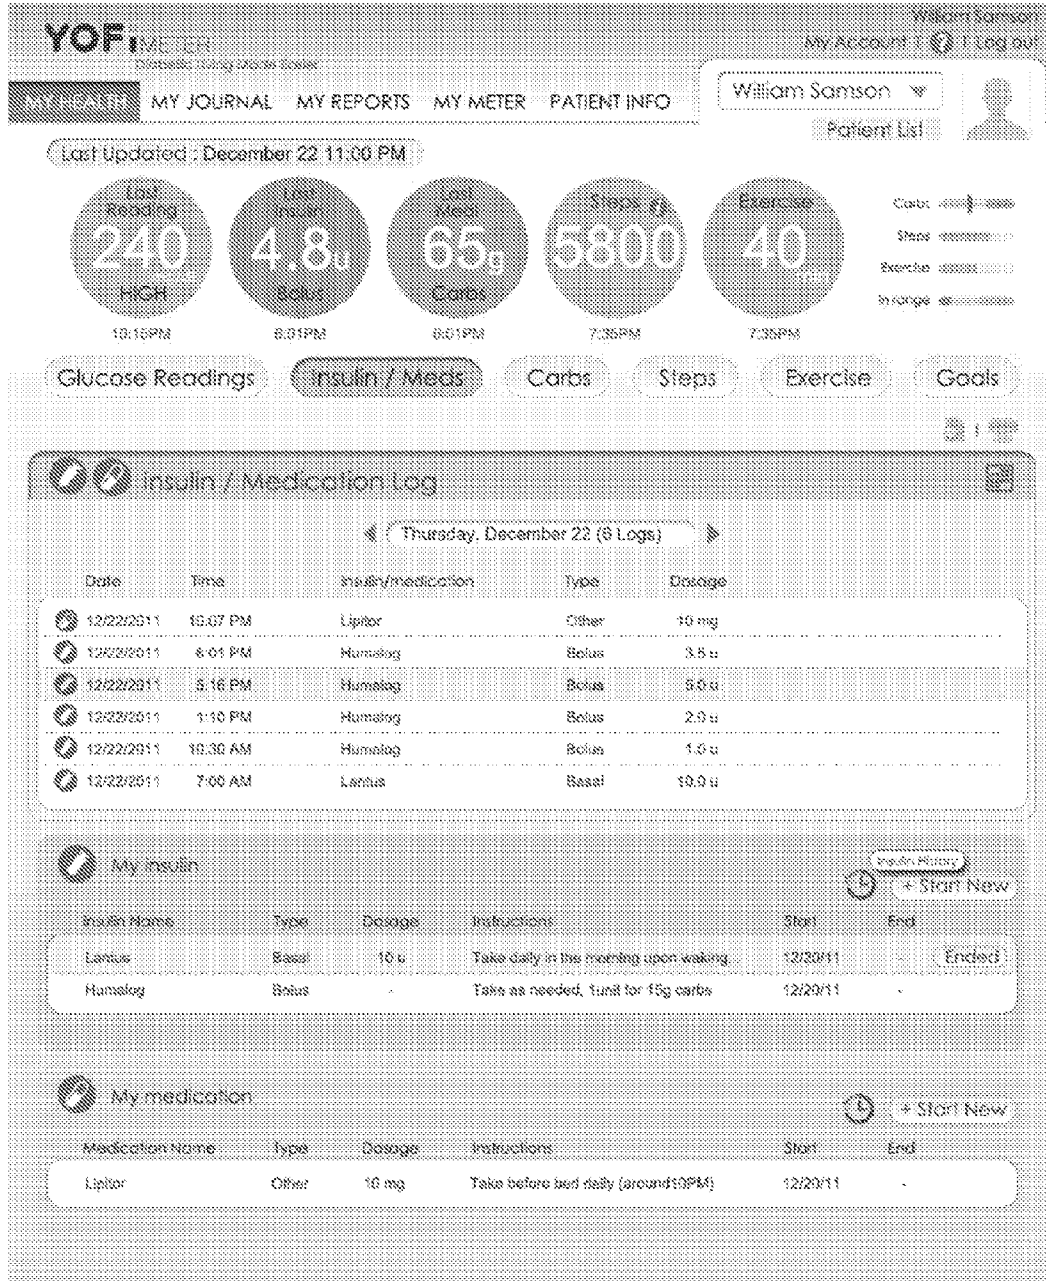 William Samson
YOFiMETER
My Account | ? | Log out
Diabetic Living Made Easier
MY HEALTH MY JOURNAL MY REPORTS MY METER PATIENT INFO
William Samson
Patient List
Last Updated : December 22 11:00 PM
Last Reading 240 HIGH
Last Insulin 4.8u Bolus
Last Meal 65g Carbs
Steps 5800
Exercise 40
Carbs
Steps
Exercise
In range
10:15PM 6:01PM 6:01PM 7:35PM 7:35PM
Glucose Readings Insulin / Meds Carbs Steps Exercise Goals
Insulin / Medication Log
Thursday, December 22 (6 Logs)
Date Time Insulin/medication Type Dosage
12/22/2011 10:07 PM Lipitor Other 10 mg
12/22/2011 6:01 PM Humalog Bolus 3.5 u
12/22/2011 5:16 PM Humalog Bolus 5.0 u
12/22/2011 1:10 PM Humalog Bolus 2.0 u
12/22/2011 10:30 AM Humalog Bolus 1.0 u
12/22/2011 7:00 AM Lantus Basal 10.0 u
My insulin
Insulin History
+ Start New
Insulin Name Type Dosage Instructions Start End
Lantus Basal 10 u Take daily in the morning upon waking. 12/20/11 - Ended
Humalog Bolus - Take as needed, 1unit for 15g carbs 12/20/11 -
My medication
+ Start New
Medication Name Type Dosage Instructions Start End
Lipitor Other 10 mg Take before bed daily (around10PM) 12/20/11 -